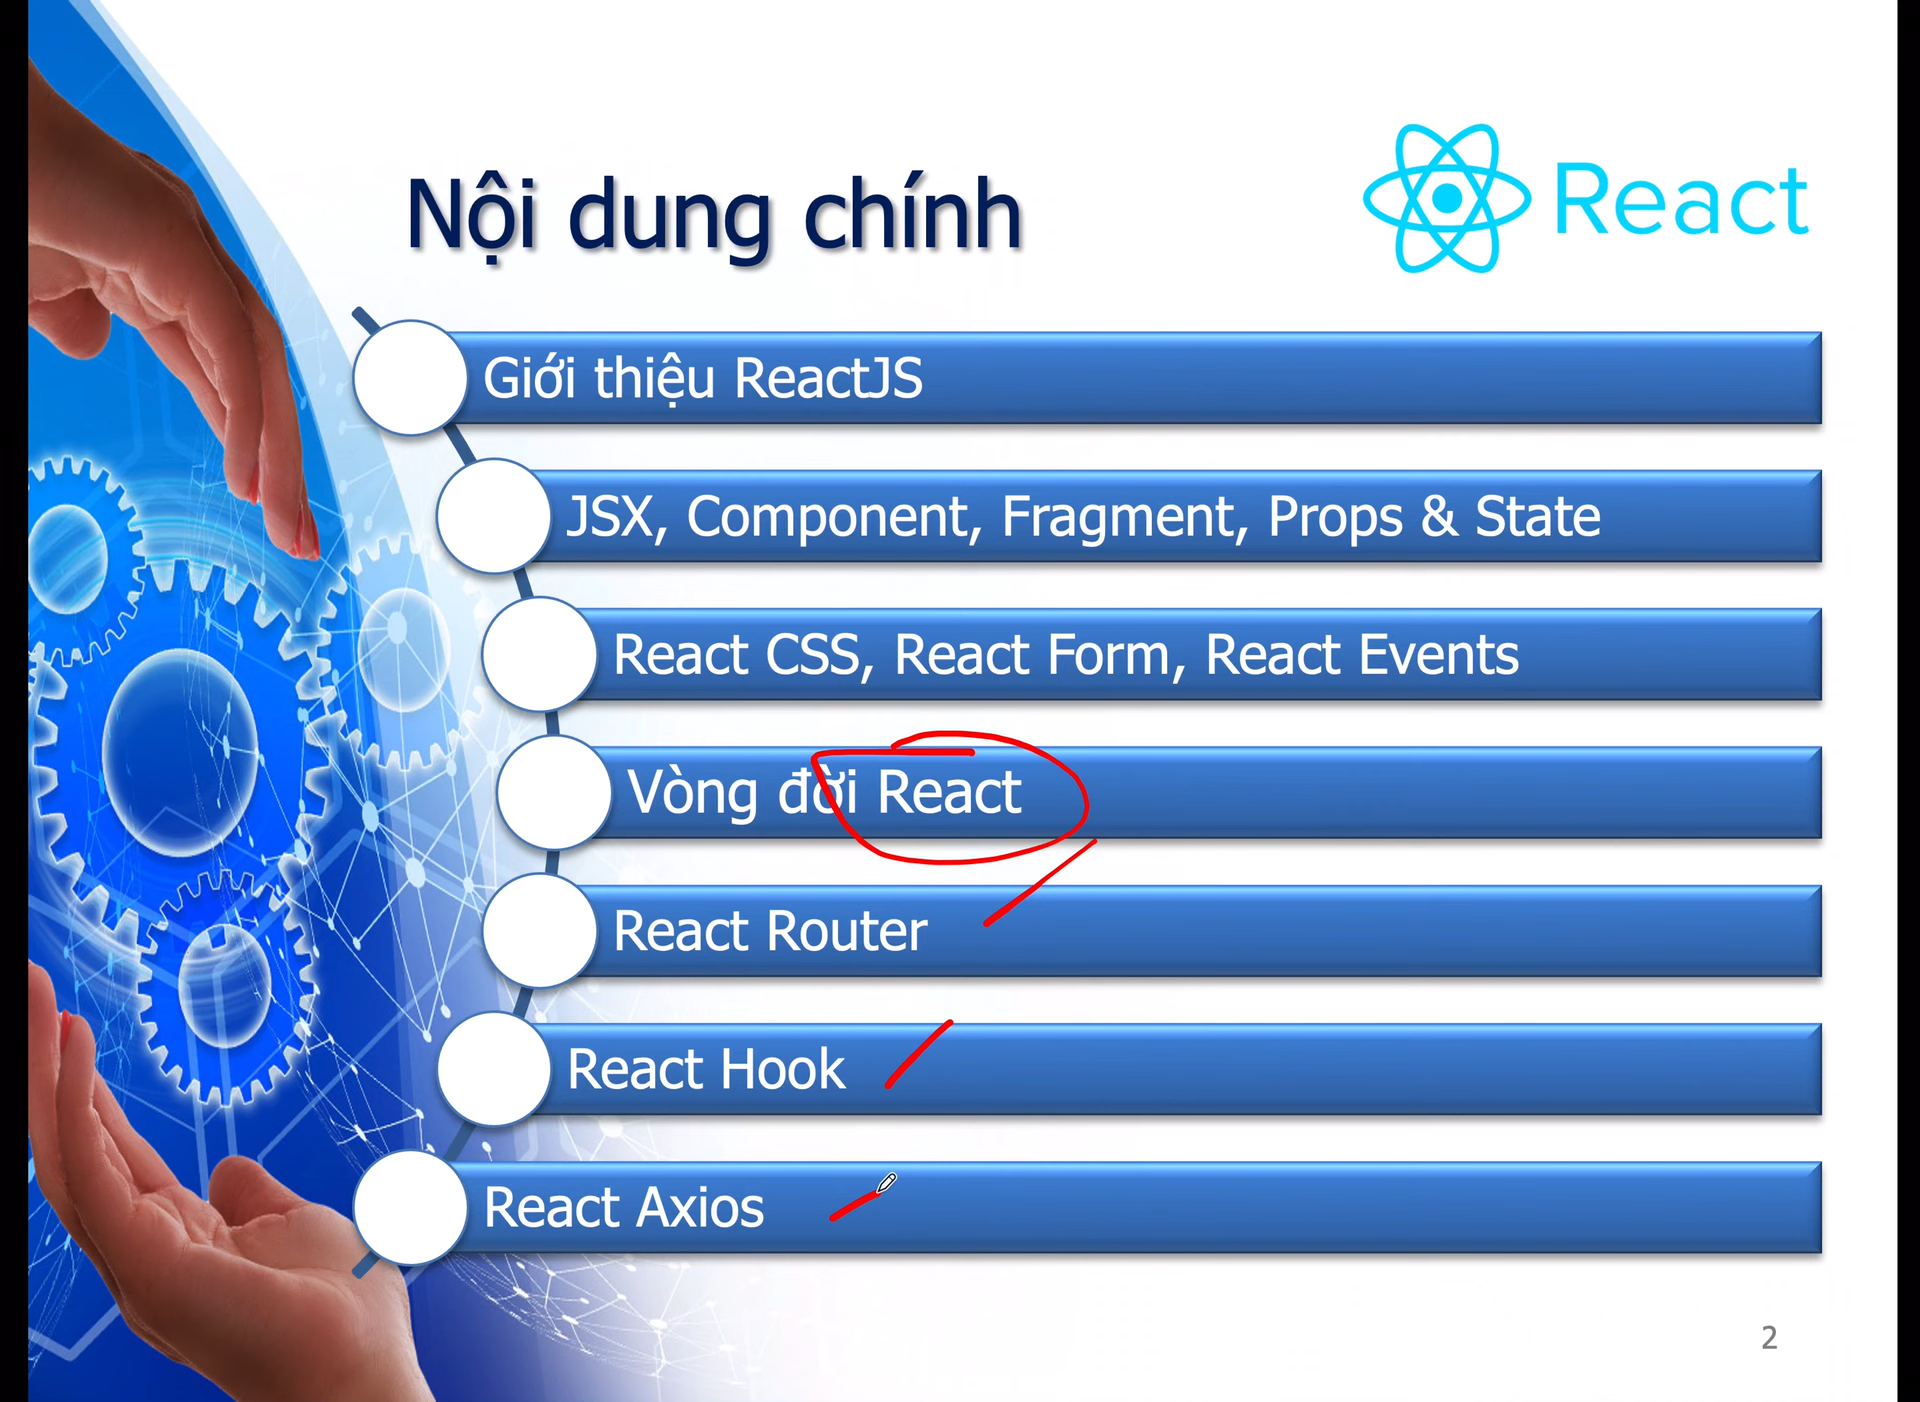 Nội dung chính
React
Giới thiệu ReactJS
JSX, Component, Fragment, Props & State
React CSS, React Form, React Events
Vòng đời React
React Router
React Hook
React Axios
2